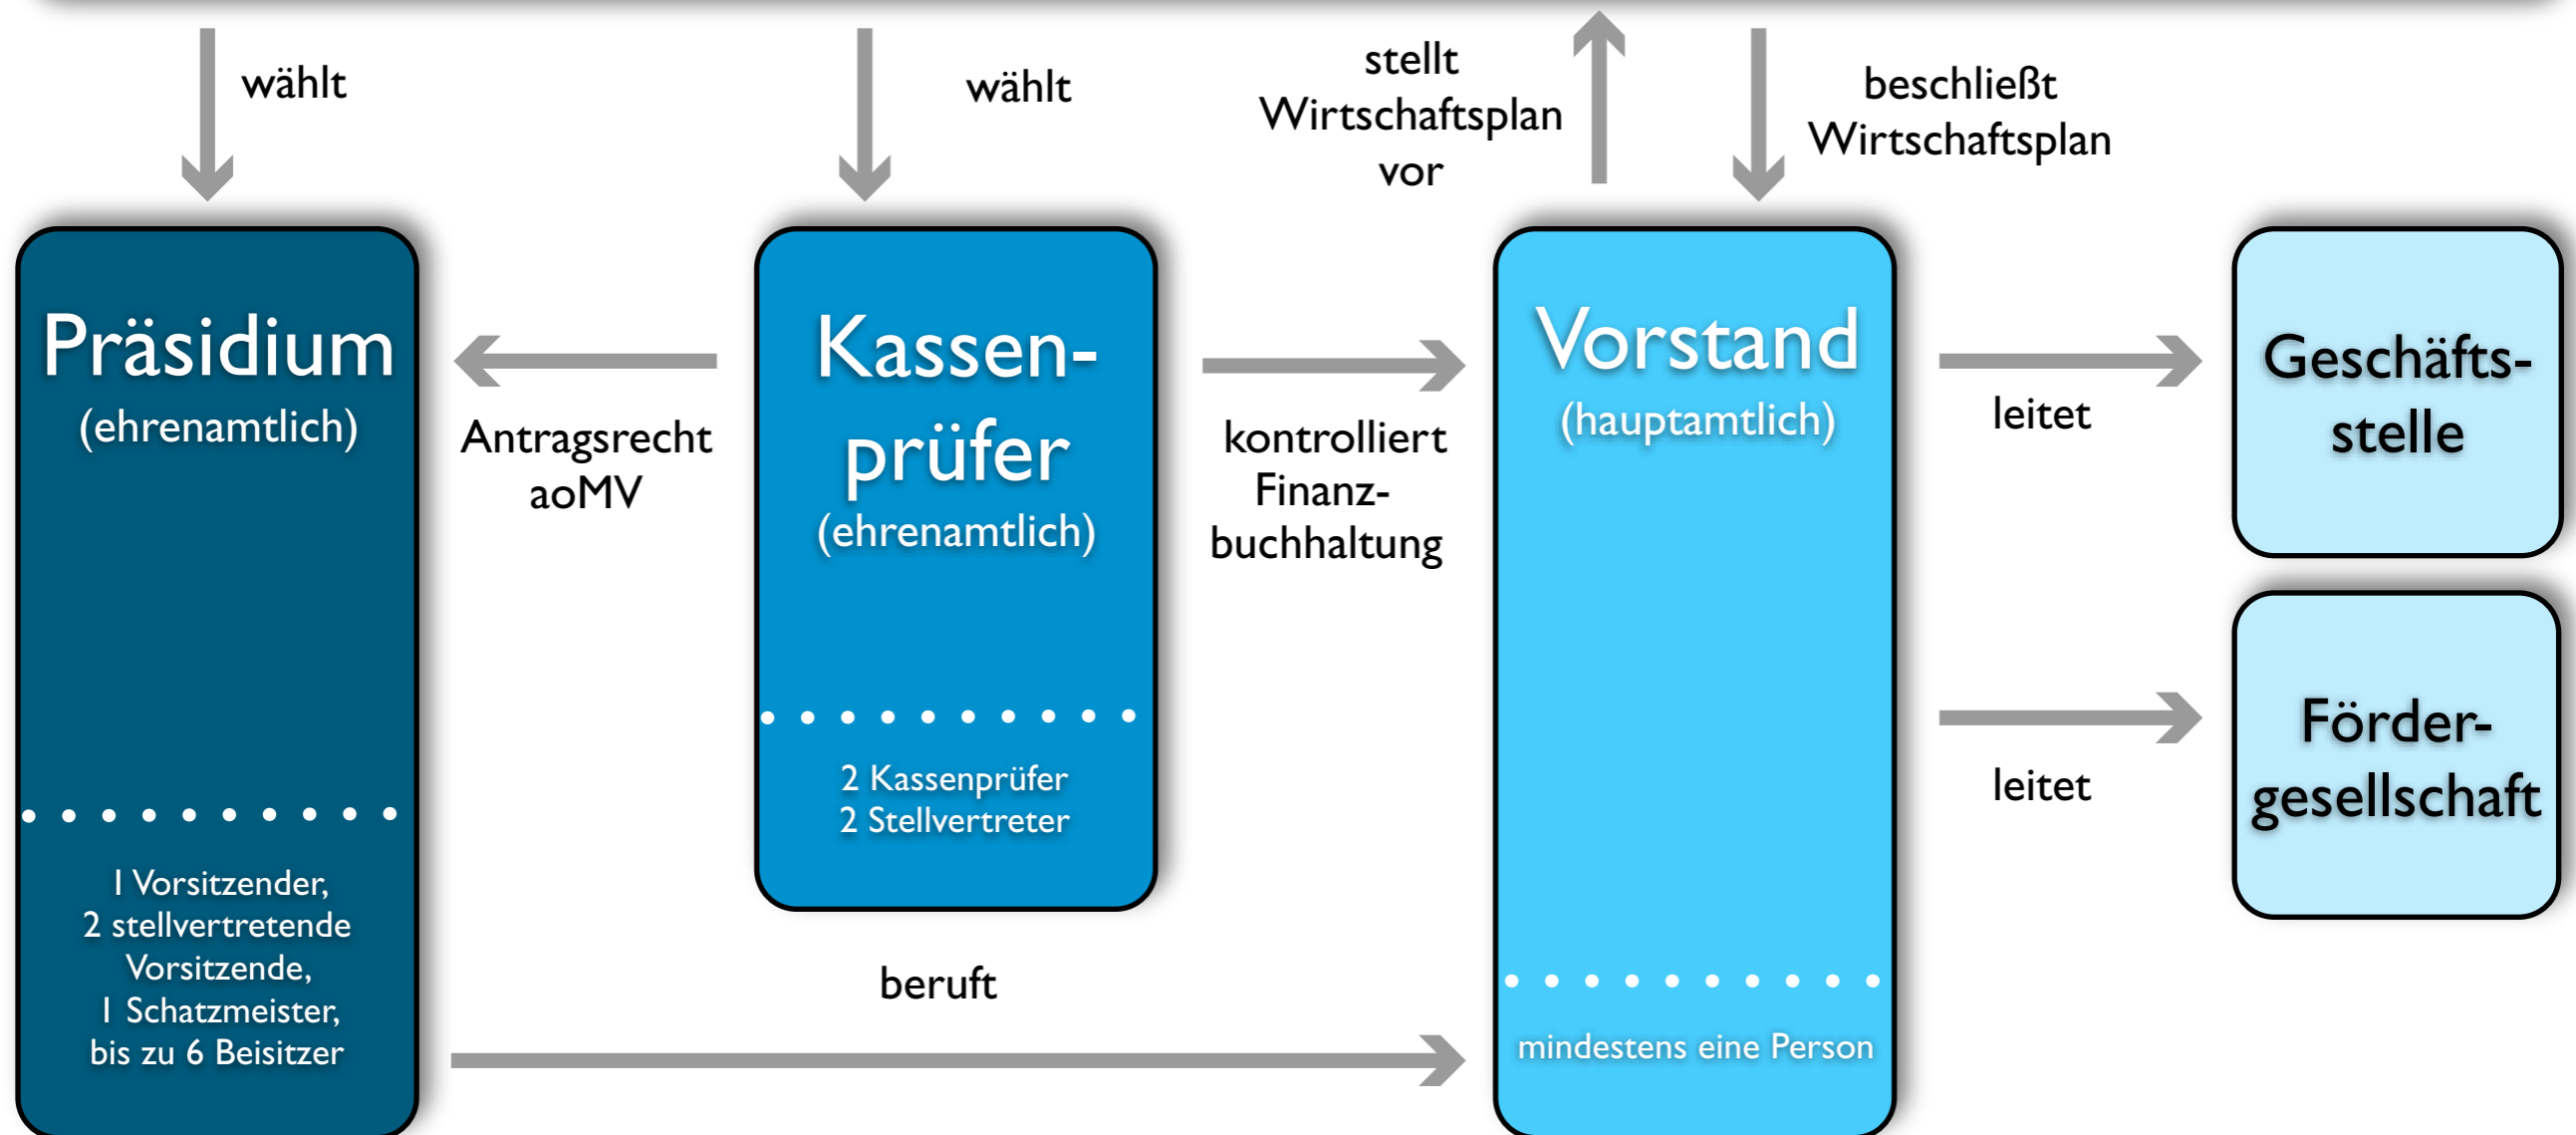 wählt
wählt
stellt
Wirtschaftsplan
vor
beschließt
Wirtschaftsplan
Präsidium
(ehrenamtlich)
1 Vorsitzender,
2 stellvertretende
Vorsitzende,
1 Schatzmeister,
bis zu 6 Beisitzer
Antragsrecht
aoMV
Kassen-
prüfer
(ehrenamtlich)
2 Kassenprüfer
2 Stellvertreter
kontrolliert
Finanz-
buchhaltung
beruft
Vorstand
(hauptamtlich)
mindestens eine Person
leitet
Geschäfts-
stelle
leitet
Förder-
gesellschaft